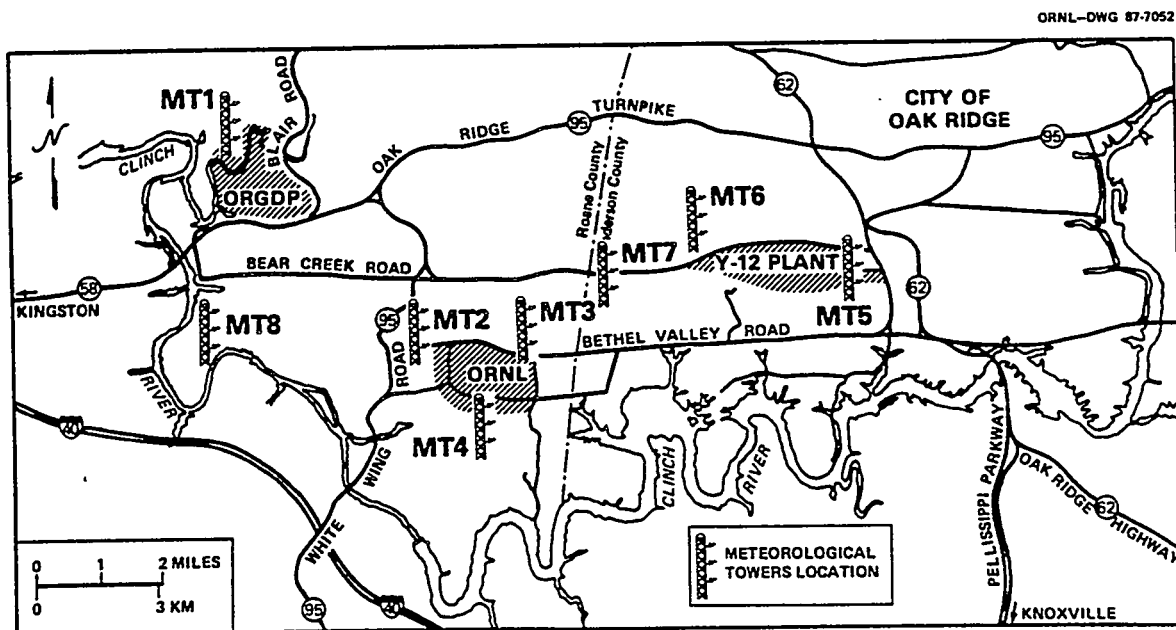 ORNL–DWG 87-7052
MT1
BLAIR ROAD
CLINCH
N
ORGDP
OAK
RIDGE
95
TURNPIKE
62
CITY OF
OAK RIDGE
95
Roane County
Anderson County
MT6
MT7
Y-12 PLANT
BEAR CREEK ROAD
58
KINGSTON
MT8
95
MT2
MT3
MT5
62
BETHEL VALLEY ROAD
ROAD
ORNL
RIVER
40
MT4
WING
WHITE
CLINCH
RIVER
PELLISSIPPI PARKWAY
OAK RIDGE HIGHWAY
62
METEOROLOGICAL
TOWERS LOCATION
0 1 2 MILES
0 3 KM
95
40
KNOXVILLE